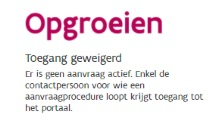 Opgroeien
Toegang geweigerd
Er is geen aanvraag actief. Enkel de
contactpersoon voor wie een
aanvraagprocedure loopt krijgt toegang tot
het portaal.